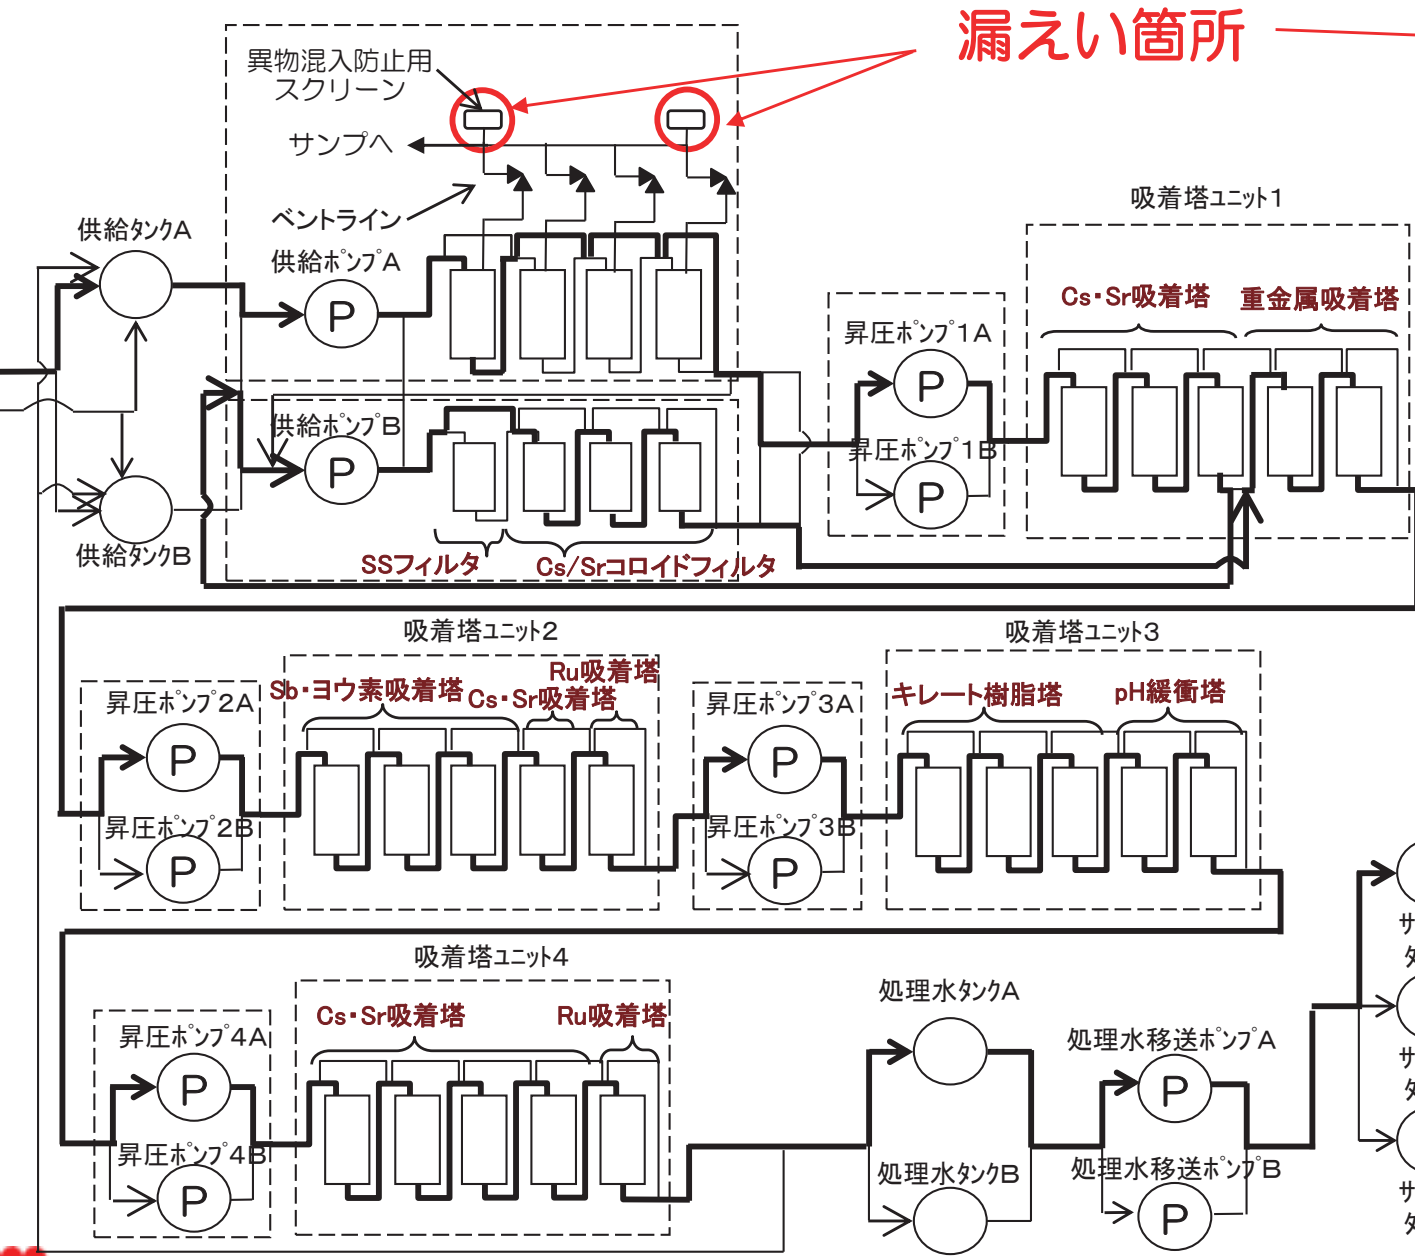 漏えい箇所
異物混入防止用
スクリーン
サンプへ
ベントライン
供給ﾀﾝｸA
供給ﾎﾟﾝﾌﾟA
P
供給ﾎﾟﾝﾌﾟB
P
供給ﾀﾝｸB
SSフィルタ
Cs/Srコロイドフィルタ
昇圧ﾎﾟﾝﾌﾟ1A
P
昇圧ﾎﾟﾝﾌﾟ1B
P
吸着塔ﾕﾆｯﾄ1
Cs・Sr吸着塔
重金属吸着塔
昇圧ﾎﾟﾝﾌﾟ2A
P
昇圧ﾎﾟﾝﾌﾟ2B
P
吸着塔ﾕﾆｯﾄ2
Sb・ヨウ素吸着塔
Cs・Sr吸着塔
Ru吸着塔
昇圧ﾎﾟﾝﾌﾟ3A
P
昇圧ﾎﾟﾝﾌﾟ3B
P
吸着塔ﾕﾆｯﾄ3
キレート樹脂塔
pH緩衝塔
昇圧ﾎﾟﾝﾌﾟ4A
P
昇圧ﾎﾟﾝﾌﾟ4B
P
吸着塔ﾕﾆｯﾄ4
Cs・Sr吸着塔
Ru吸着塔
処理水ﾀﾝｸA
処理水ﾀﾝｸB
処理水移送ﾎﾟﾝﾌﾟA
P
処理水移送ﾎﾟﾝﾌﾟB
P